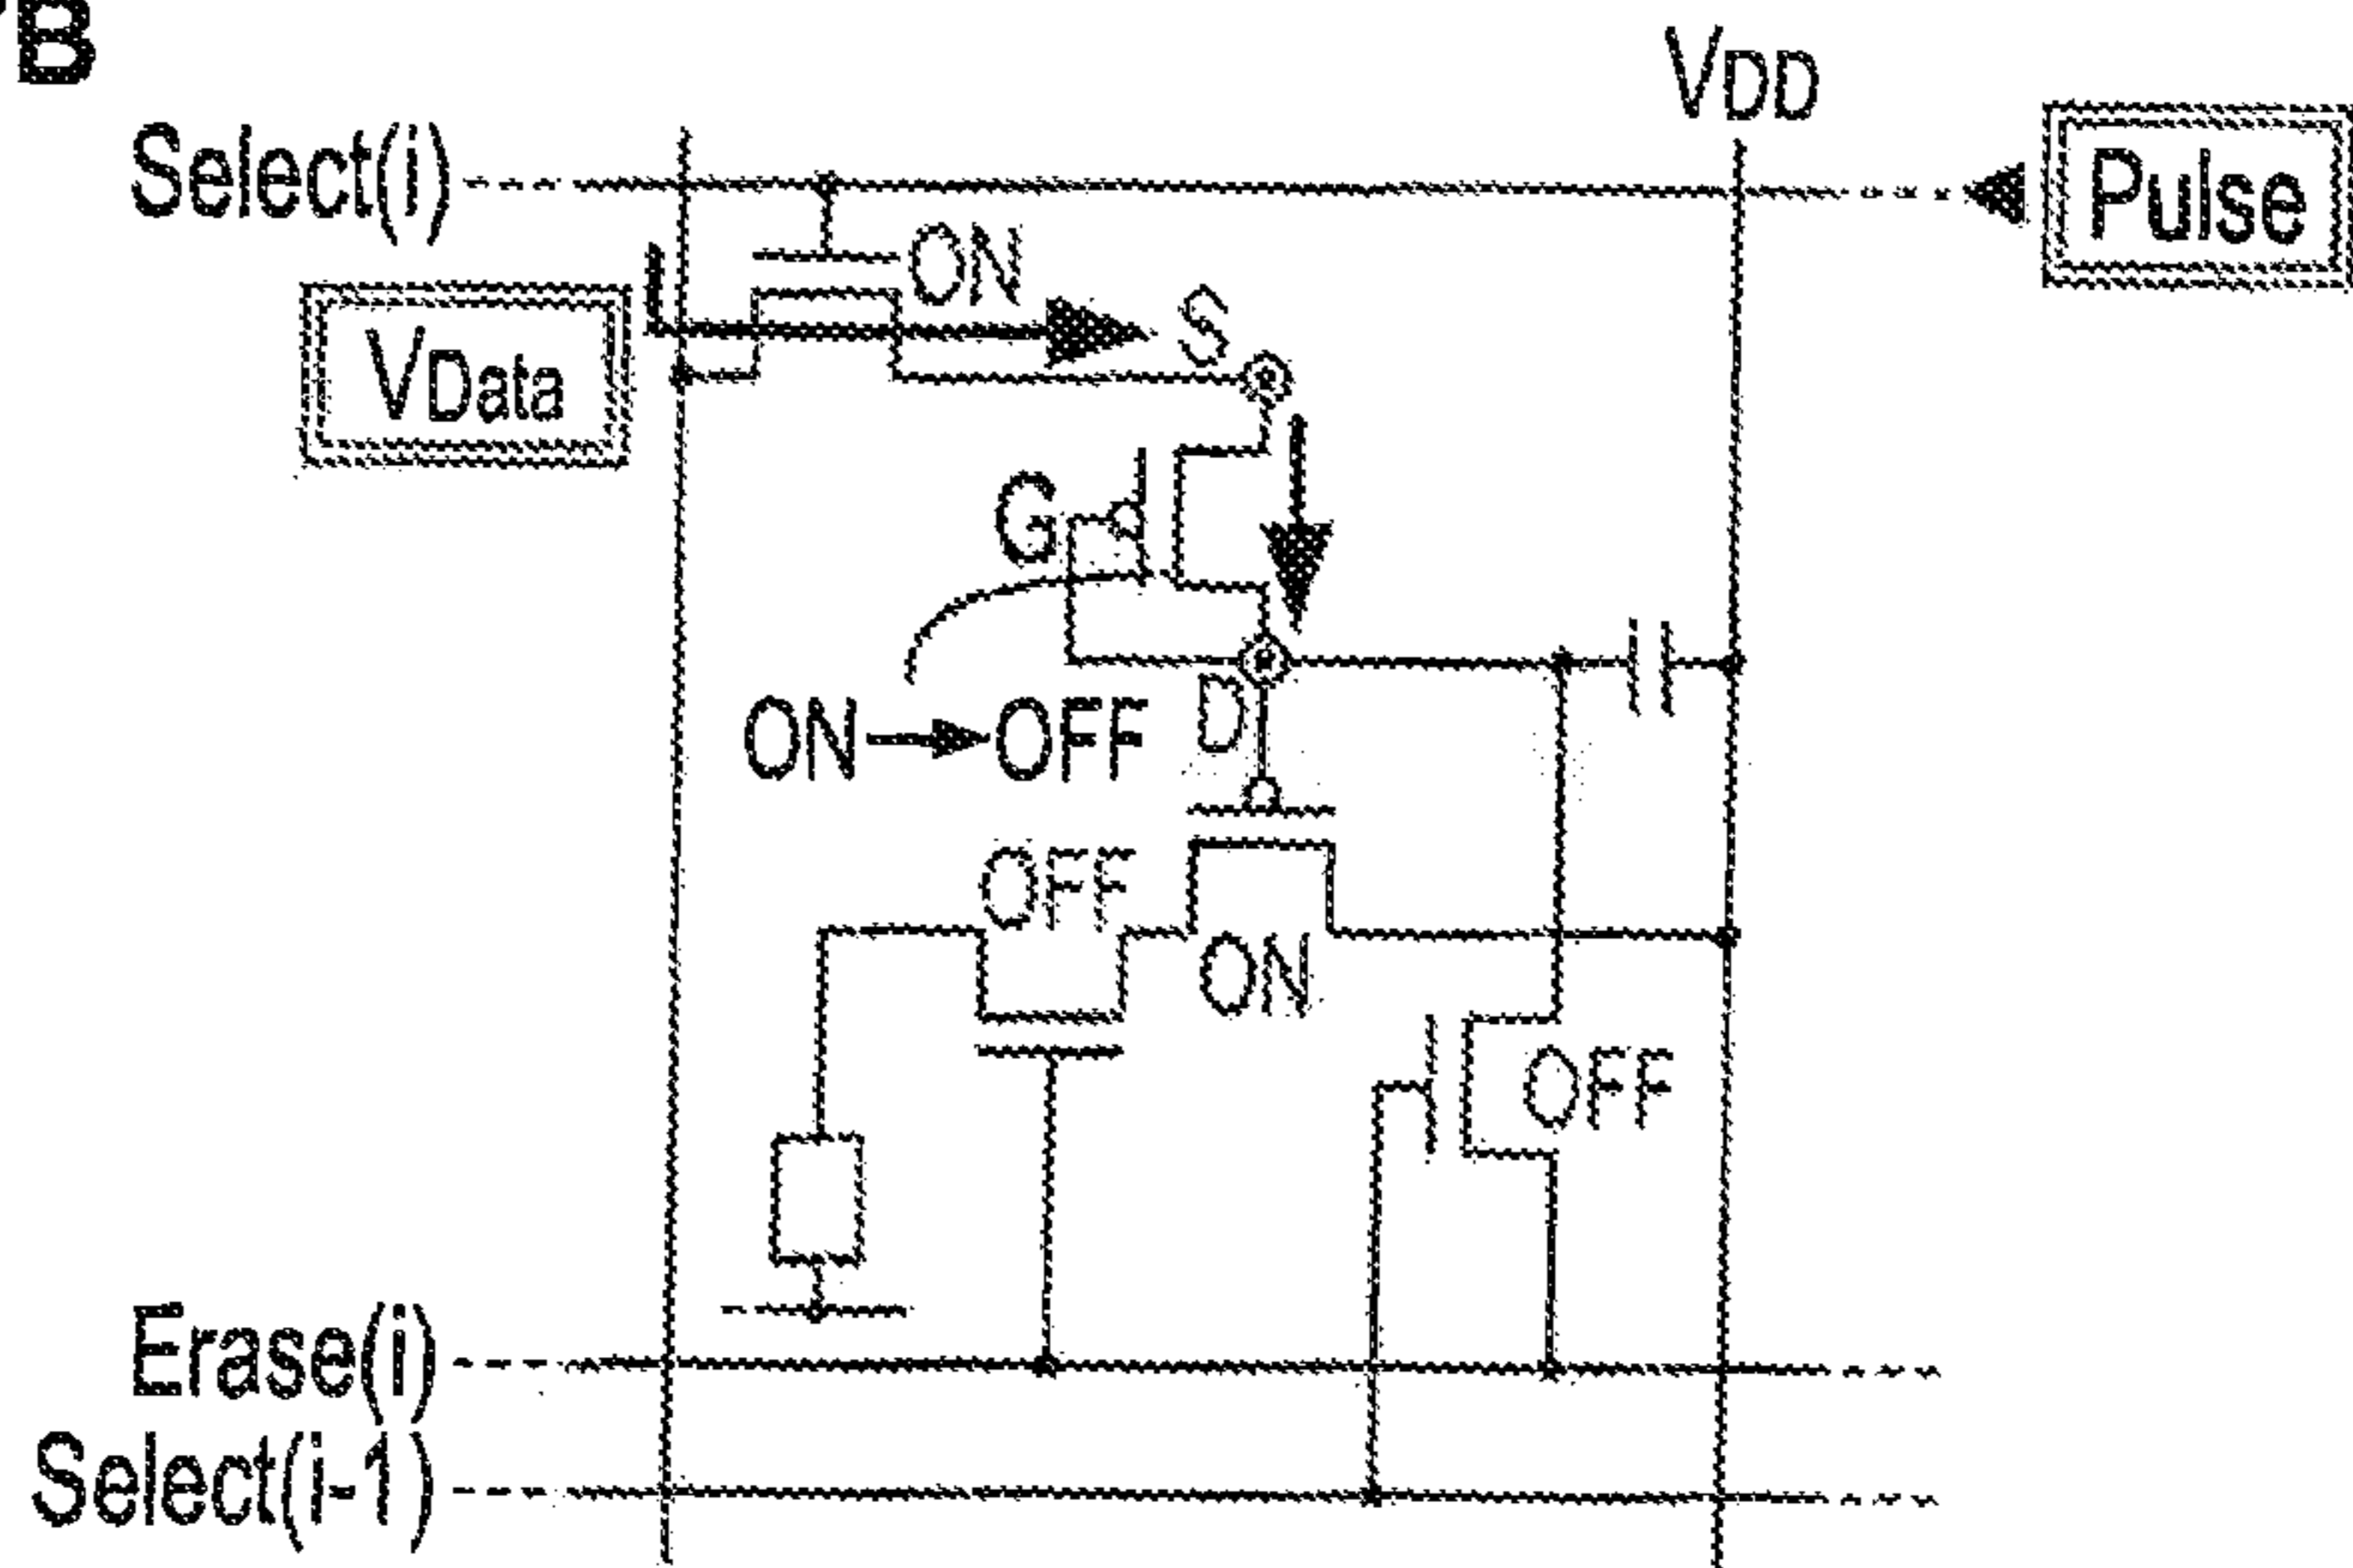 B
VDD
Select(i)
Pulse
ON
S
VData
G
ON→OFF
D
OFF
ON
OFF
Erase(i)
Select(i-1)